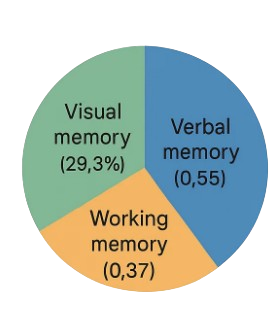 Visual
memory
(29,3%)
Verbal
memory
(0,55)
Working
memory
(0,37)